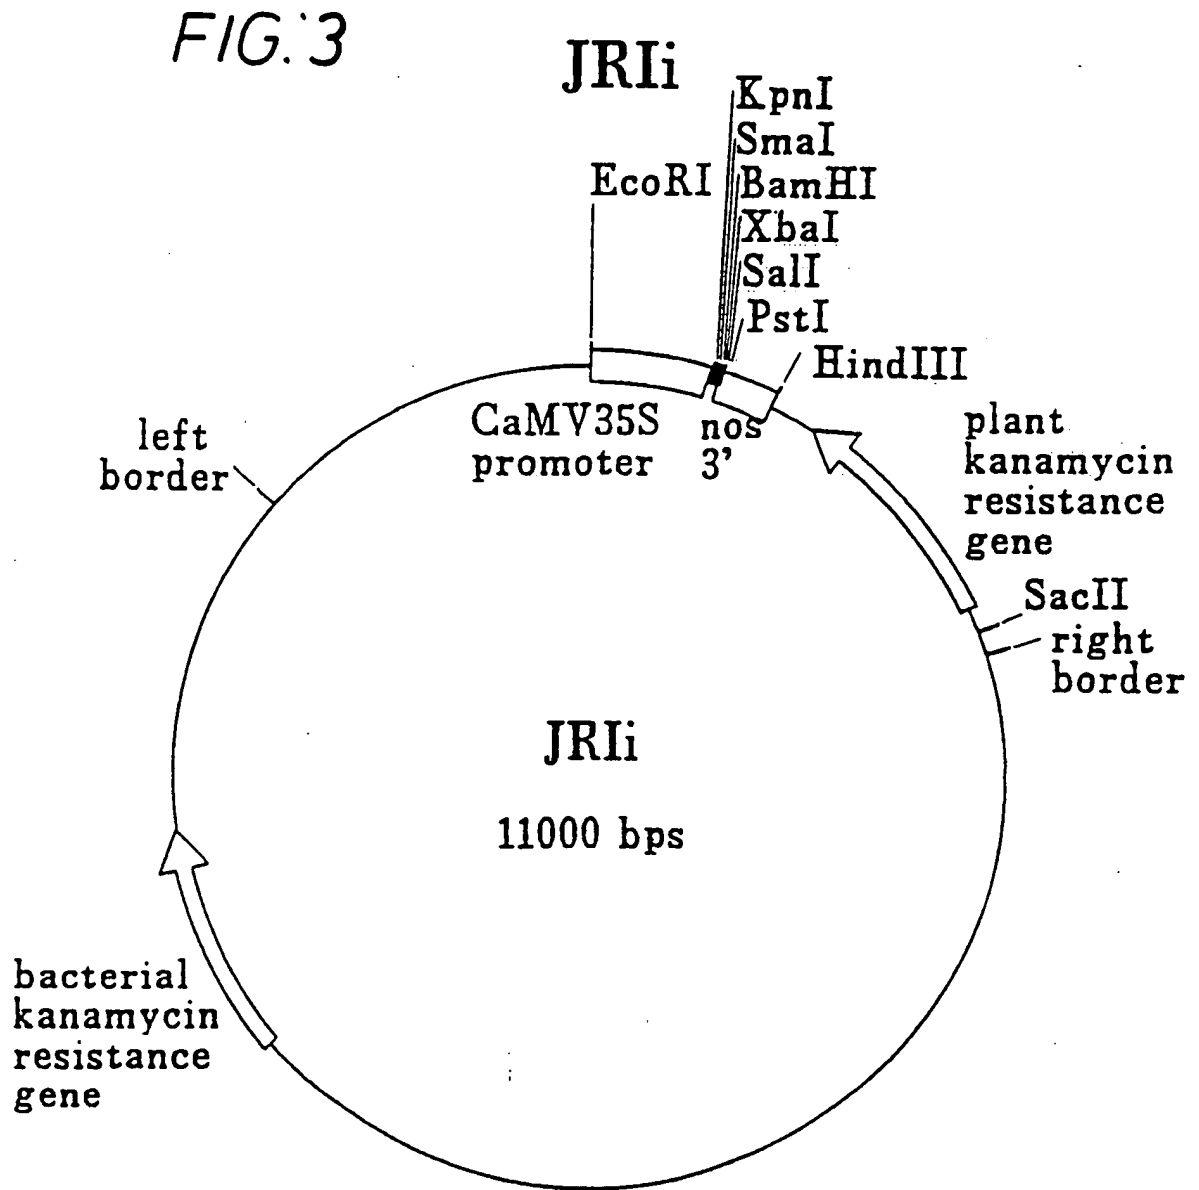 FIG. 3
JRIi
KpnI
SmaI
EcoRI
BamHI
XbaI
SalI
PstI
HindIII
CaMV35S
promoter
nos
3'
left
border
plant
kanamycin
resistance
gene
SacII
right
border
JRIi
11000 bps
bacterial
kanamycin
resistance
gene